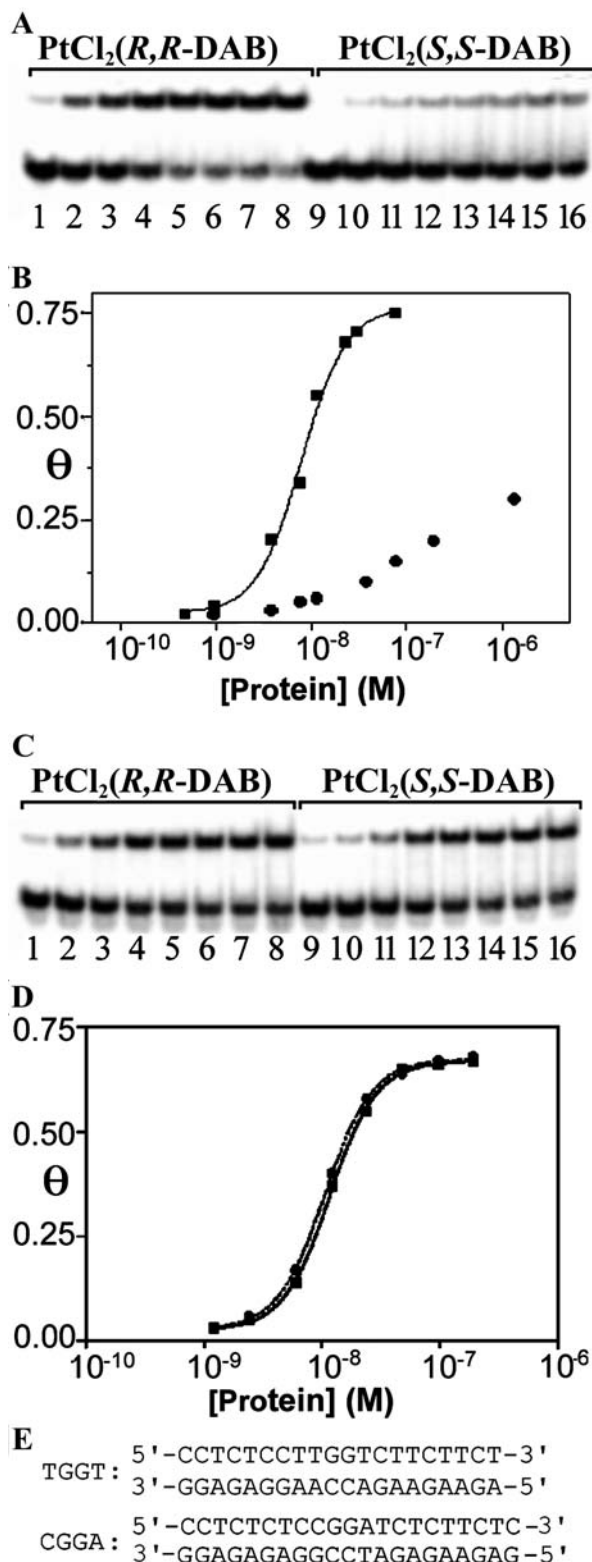 A
PtCl₂(R,R-DAB) PtCl₂(S,S-DAB)
1 2 3 4 5 6 7 8 9 10 11 12 13 14 15 16
B
0.75
0.50
θ
0.25
0.00
10⁻¹⁰ 10⁻⁹ 10⁻⁸ 10⁻⁷ 10⁻⁶
[Protein] (M)
C
PtCl₂(R,R-DAB) PtCl₂(S,S-DAB)
1 2 3 4 5 6 7 8 9 10 11 12 13 14 15 16
D
0.75
0.50
θ
0.25
0.00
10⁻¹⁰ 10⁻⁹ 10⁻⁸ 10⁻⁷ 10⁻⁶
[Protein] (M)
E
5'-CCTCTCCTTGGTCTTCTTCT-3'
TGGT:
3'-GGAGAGGAACCAGAAGAAGA-5'
5'-CCTCTCTCCGGATCTCTTCTC-3'
CGGA:
3'-GGAGAGAGGCCTAGAGAAGAG-5'